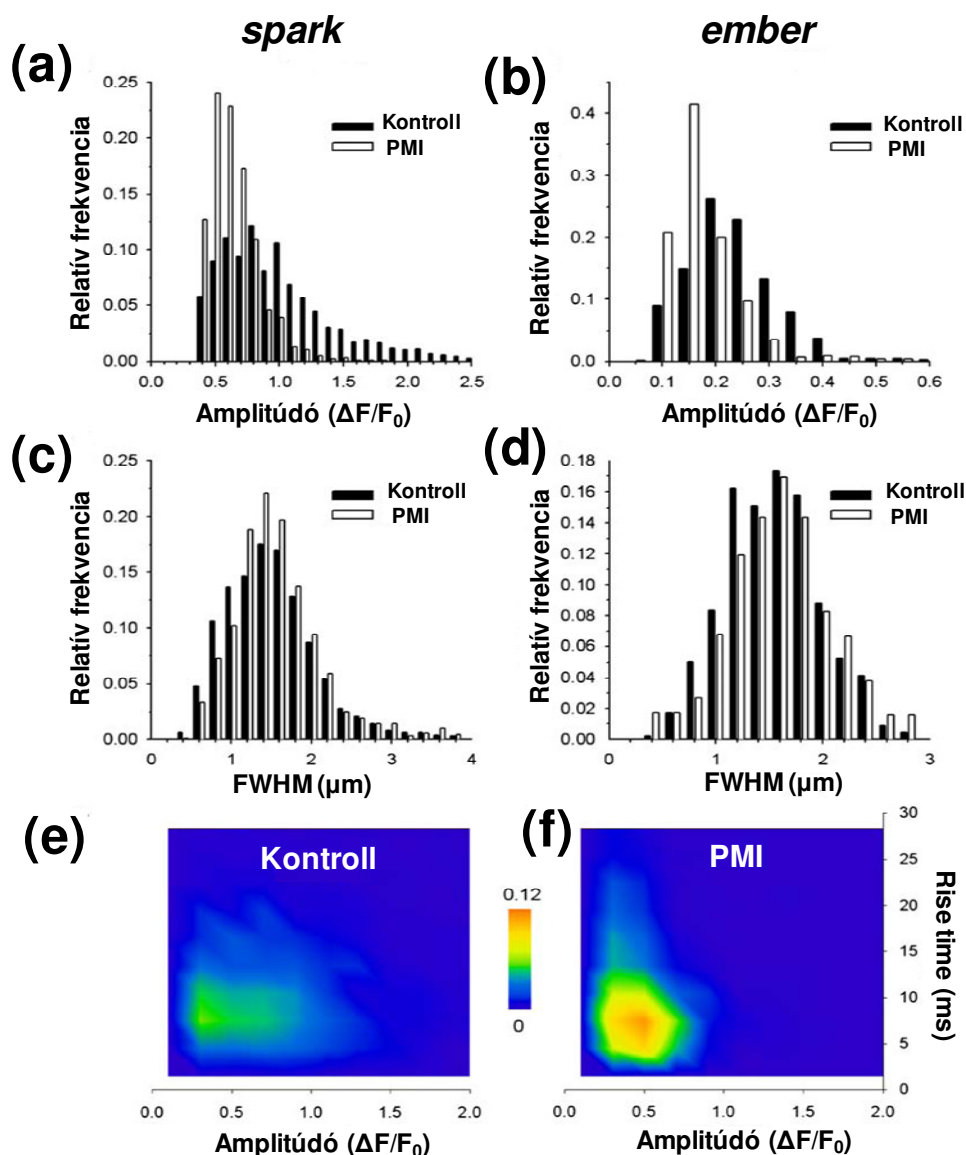 spark
ember
(a)
0.25
0.20
0.15
0.10
0.05
0.00
Relatív frekvencia
Kontroll
PMI
0.0 0.5 1.0 1.5 2.0 2.5
Amplitúdó (ΔF/F₀)
(b)
0.4
0.3
0.2
0.1
0.0
Relatív frekvencia
Kontroll
PMI
0.0 0.1 0.2 0.3 0.4 0.5 0.6
Amplitúdó (ΔF/F₀)
(c)
0.25
0.20
0.15
0.10
0.05
0.00
Relatív frekvencia
Kontroll
PMI
0 1 2 3 4
FWHM (µm)
(d)
0.18
0.16
0.14
0.12
0.10
0.08
0.06
0.04
0.02
0.00
Relatív frekvencia
Kontroll
PMI
0 1 2 3
FWHM (µm)
(e)
Kontroll
0.0 0.5 1.0 1.5 2.0
Amplitúdó (ΔF/F₀)
0.12
0
(f)
PMI
30
25
20
15
10
5
0
Rise time (ms)
0.0 0.5 1.0 1.5 2.0
Amplitúdó (ΔF/F₀)